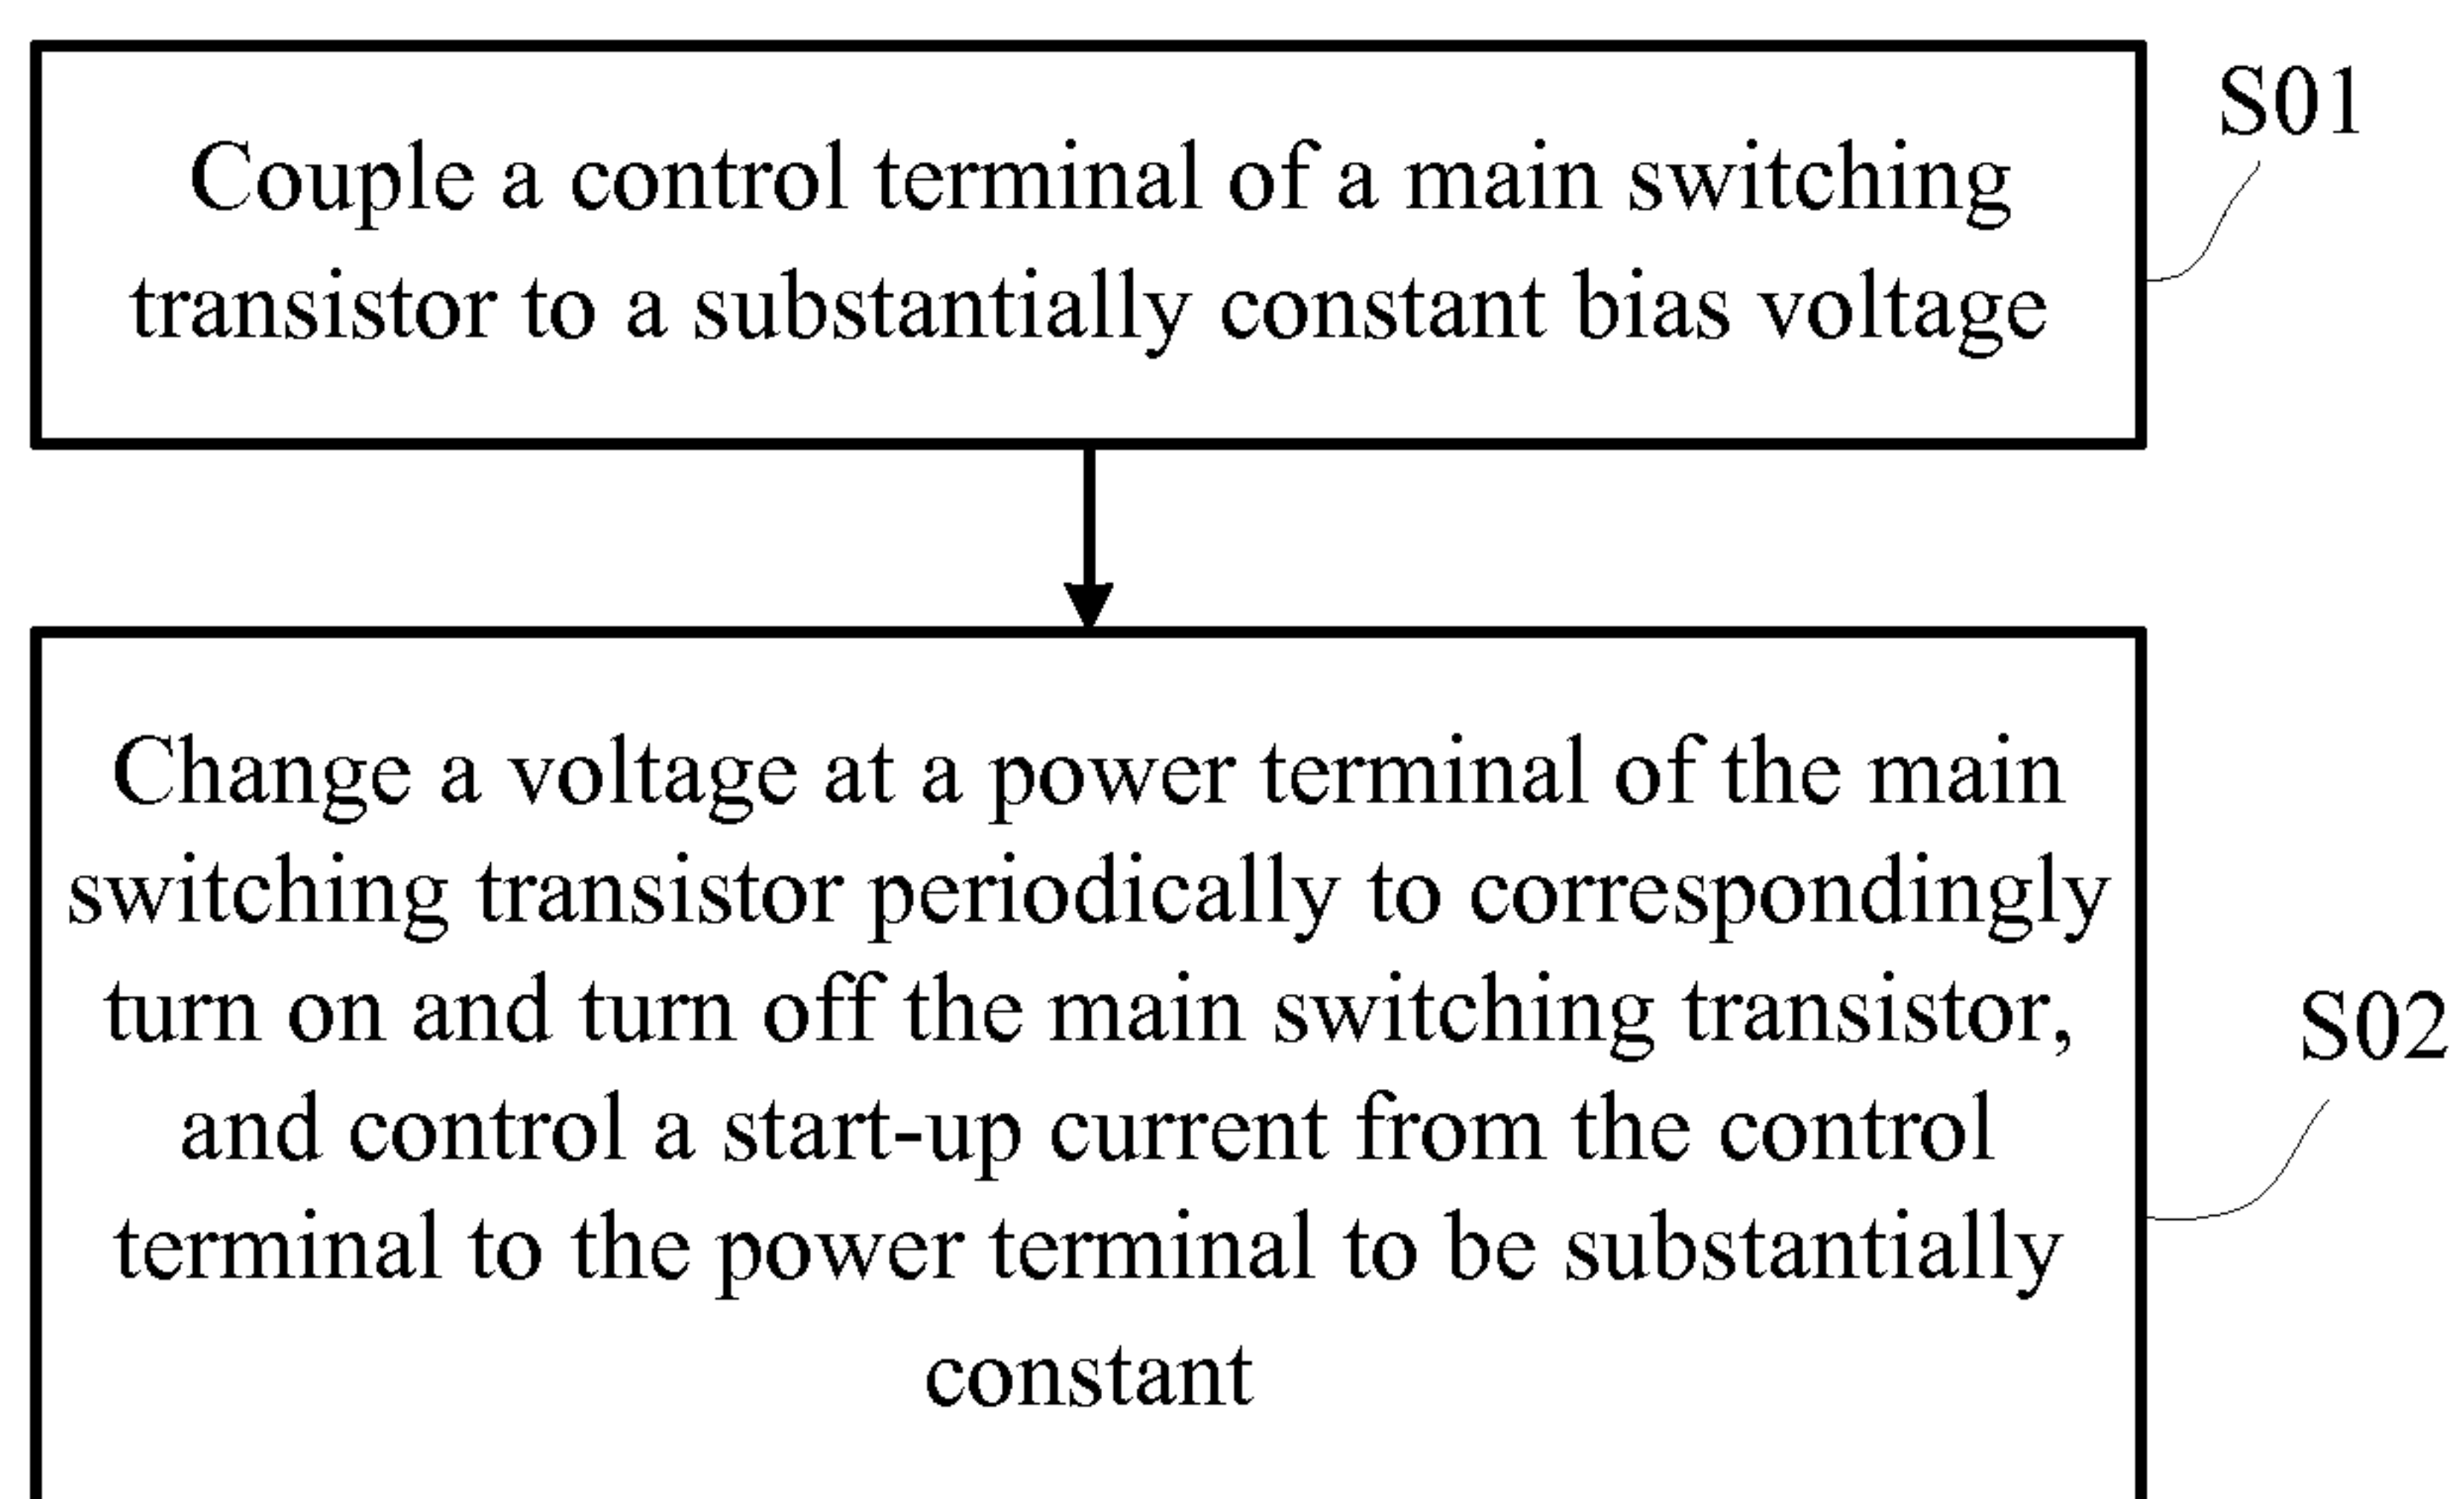 S01
Couple a control terminal of a main switching
transistor to a substantially constant bias voltage
Change a voltage at a power terminal of the main
switching transistor periodically to correspondingly
turn on and turn off the main switching transistor,
S02
and control a start-up current from the control
terminal to the power terminal to be substantially
constant